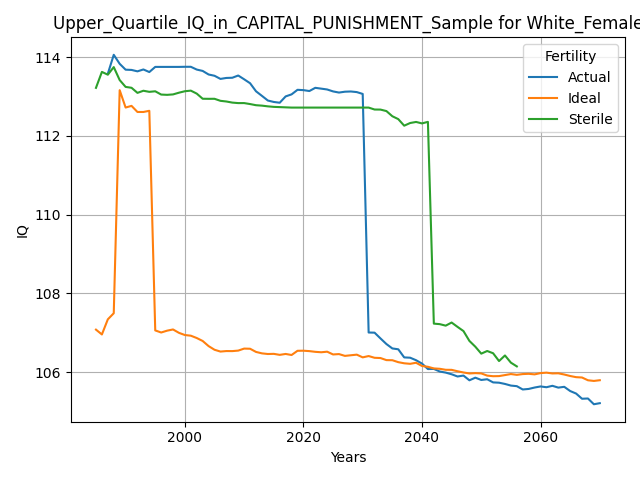 Upper_Quartile_IQ_in_CAPITAL_PUNISHMENT_Sample for White_Female
114
112
110
108
106
IQ
Fertility
Actual
Ideal
Sterile
2000
2020
2040
2060
Years